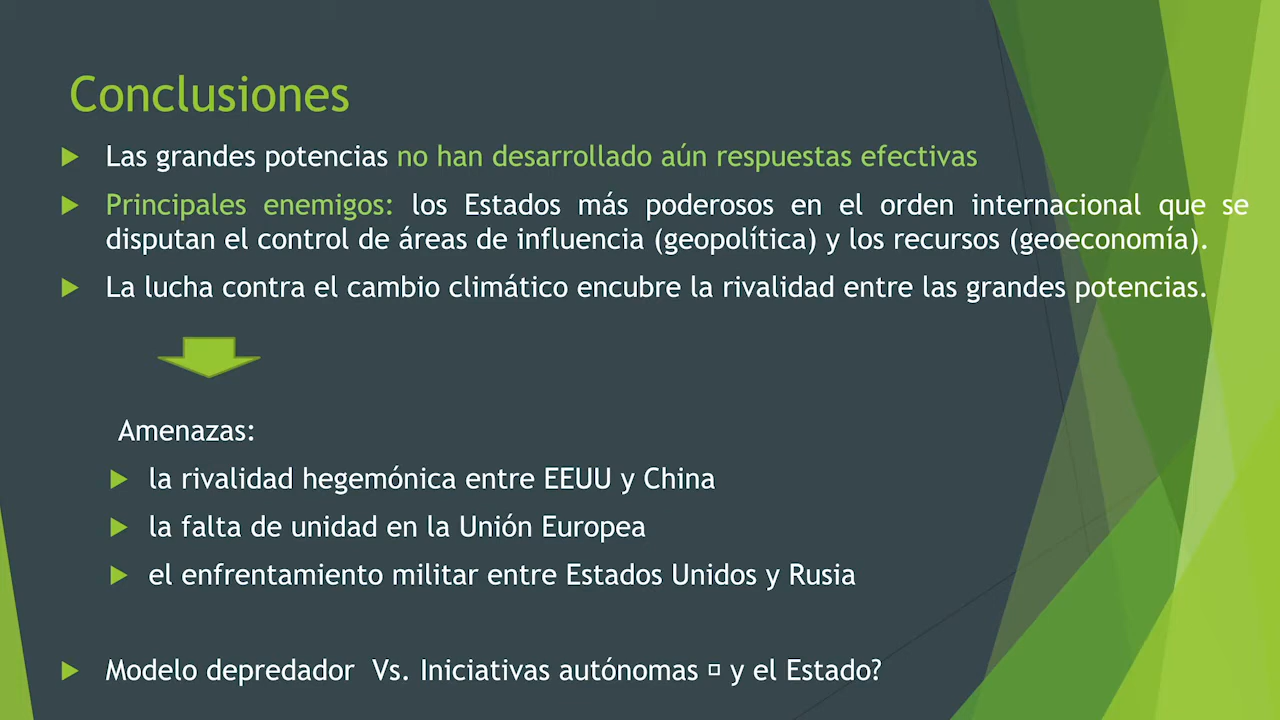 Conclusiones
Las grandes potencias no han desarrollado aún respuestas efectivas
Principales enemigos: los Estados más poderosos en el orden internacional que se
disputan el control de áreas de influencia (geopolítica) y los recursos (geoeconomía).
La lucha contra el cambio climático encubre la rivalidad entre las grandes potencias.
Amenazas:
la rivalidad hegemónica entre EEUU y China
la falta de unidad en la Unión Europea
el enfrentamiento militar entre Estados Unidos y Rusia
Modelo depredador Vs. Iniciativas autónomas □ y el Estado?